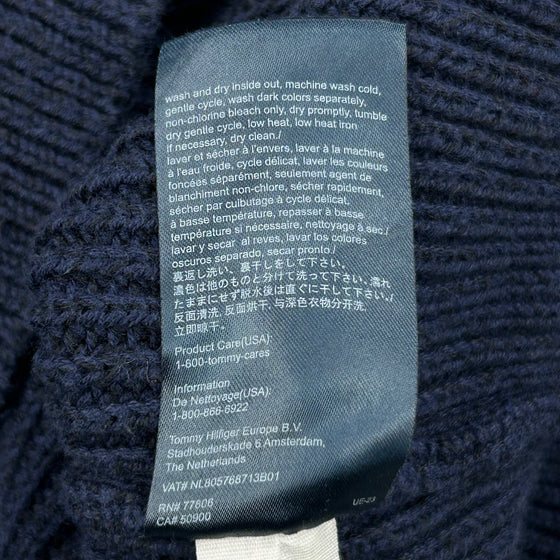 wash and dry inside out, machine wash cold,
gentle cycle, wash dark colors separately,
non-chlorine bleach only, dry promptly, tumble
dry gentle cycle, low heat, low heat iron
if necessary, dry clean./
laver et sécher à l'envers, laver à la machine
à l'eau froide, cycle délicat, laver les couleurs
foncées séparément, seulement agent de
blanchiment non-chlore, sécher rapidement,
sécher par culbutage à cycle délicat,
à basse température, repasser à basse
température si nécessaire, nettoyage à sec./
lavar y secar al reves, lavar los colores
oscuros separado, secar pronto./
裏返し洗い、裏干しをして下さい。濡れ
濃色は他のものと分けて洗って下さい。
たままにせず脱水後は直ぐに干して下さい。/
反面清洗, 反面烘干, 与深色衣物分开洗,
立即晾干。
Product Care(USA):
1-600-tommy-cares
Information
De Nettoyage(USA):
1-800-866-6922
Tommy Hilfiger Europe B.V.
Stadhouderskade 6 Amsterdam,
The Netherlands
VAT# NL805768713B01
RN# 77806
CA# 50900